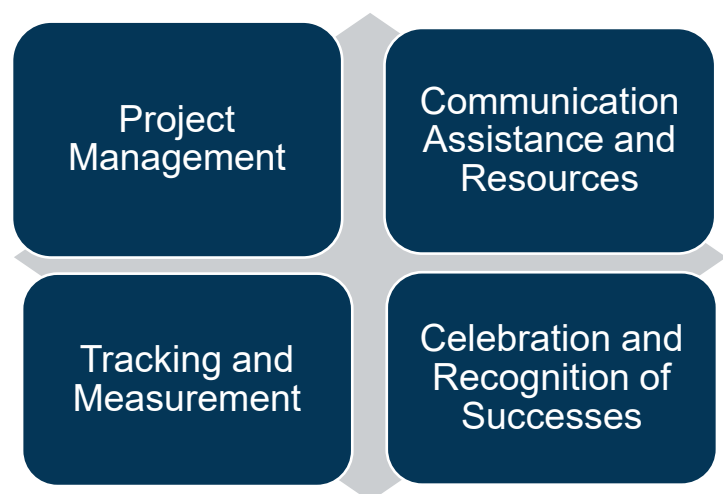 Project
Management
Communication
Assistance and
Resources
Tracking and
Measurement
Celebration and
Recognition of
Successes